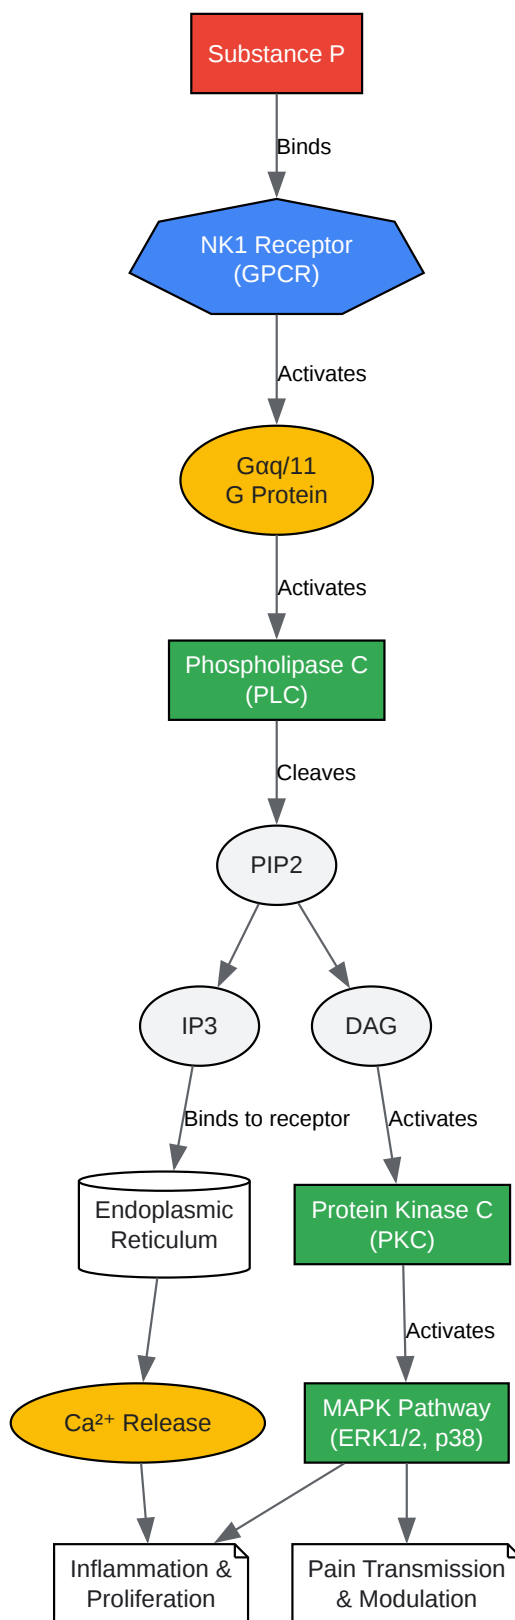 Substance P
Binds
NK1 Receptor
(GPCR)
Activates
Gαq/11
G Protein
Activates
Phospholipase C
(PLC)
Cleaves
PIP2
IP3
DAG
Binds to receptor
Activates
Endoplasmic
Reticulum
Protein Kinase C
(PKC)
Activates
Ca²⁺ Release
MAPK Pathway
(ERK1/2, p38)
Inflammation &
Proliferation
Pain Transmission
& Modulation